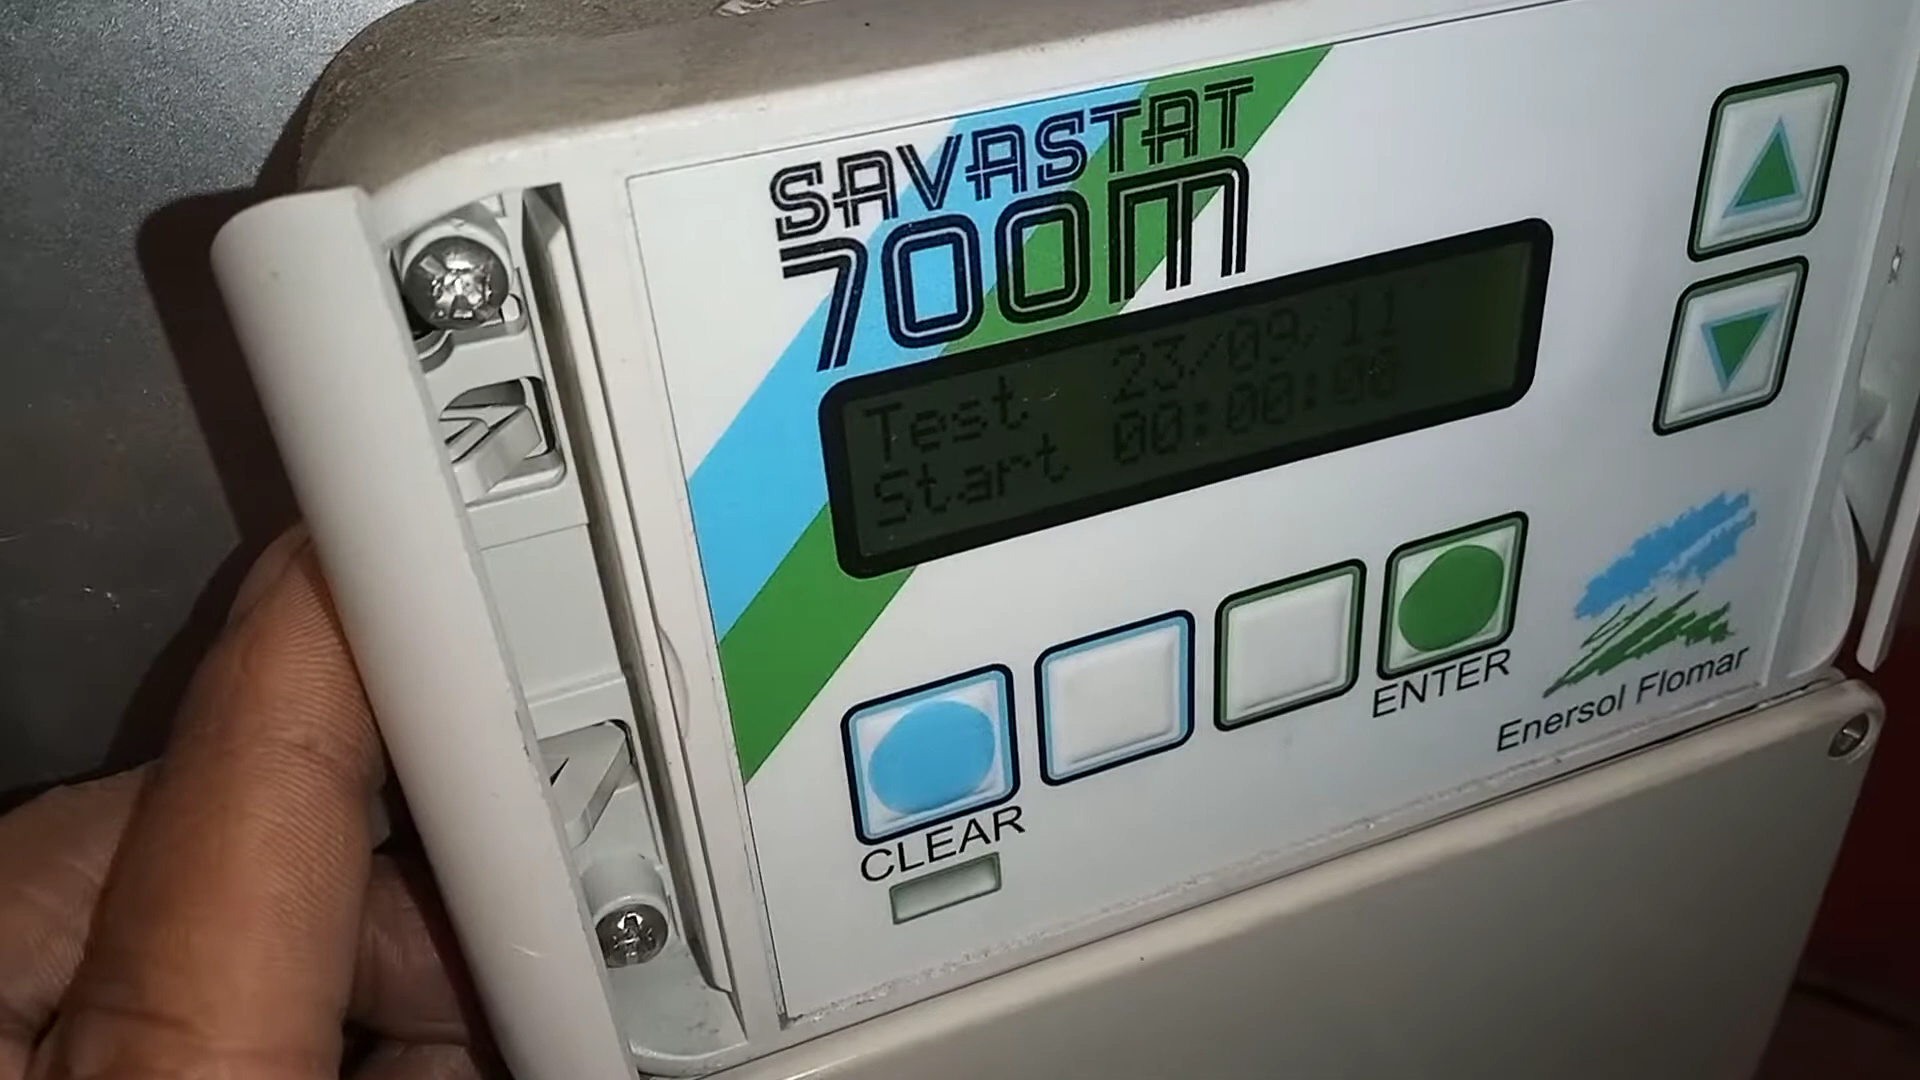 SAVASTAT
700m
Test 23/09/11
Start 00:00:00
ENTER
CLEAR
Enersol Flomar